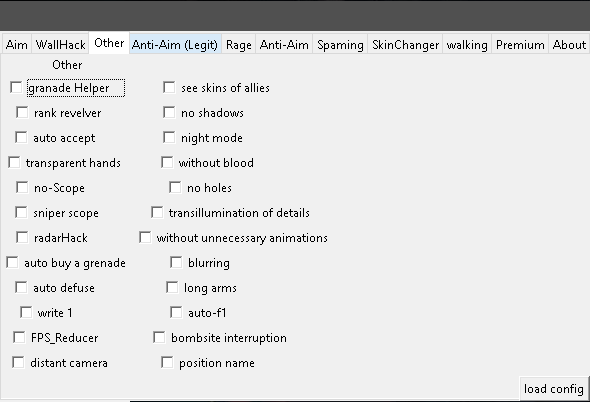 Aim WallHack Other Anti-Aim (Legit) Rage Anti-Aim Spaming SkinChanger walking Premium About
Other
granade Helper see skins of allies
rank revelver no shadows
auto accept night mode
transparent hands without blood
no-Scope no holes
sniper scope transillumination of details
radarHack without unnecessary animations
auto buy a grenade blurring
auto defuse long arms
write 1 auto-f1
FPS_Reducer bombsite interruption
distant camera position name
load config